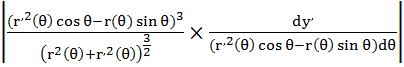 |(r′²(θ) cos θ−r(θ) sin θ)³ / (r²(θ)+r′²(θ))^(3/2) × dy′ / (r′²(θ) cos θ−r(θ) sin θ)dθ|